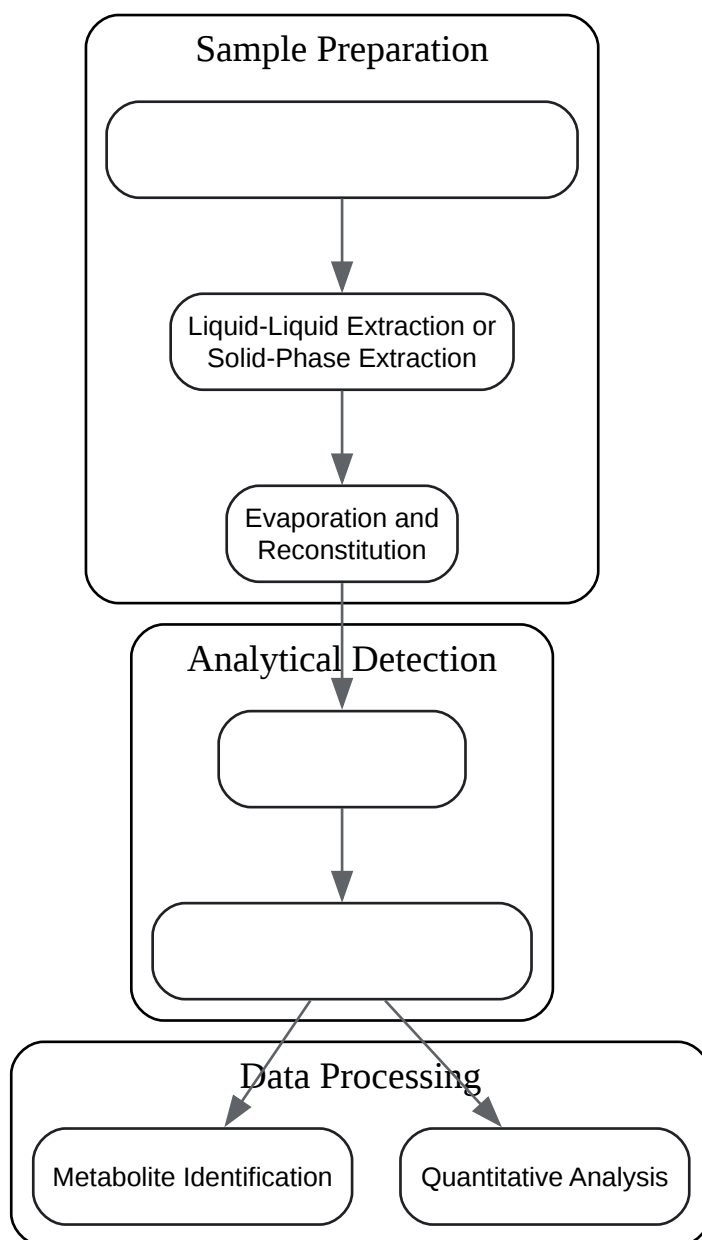 Sample Preparation
Liquid-Liquid Extraction or
Solid-Phase Extraction
Evaporation and
Reconstitution
Analytical Detection
Data Processing
Metabolite Identification
Quantitative Analysis